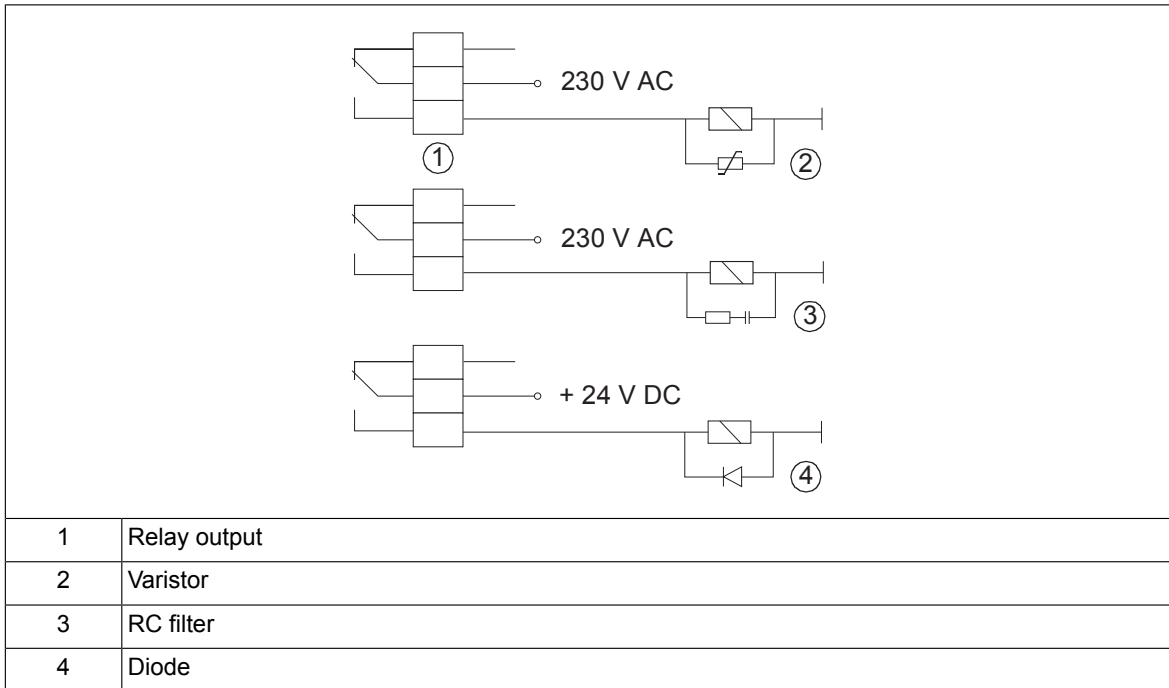 230 V AC
1
2
230 V AC
3
+ 24 V DC
4
1 Relay output
2 Varistor
3 RC filter
4 Diode